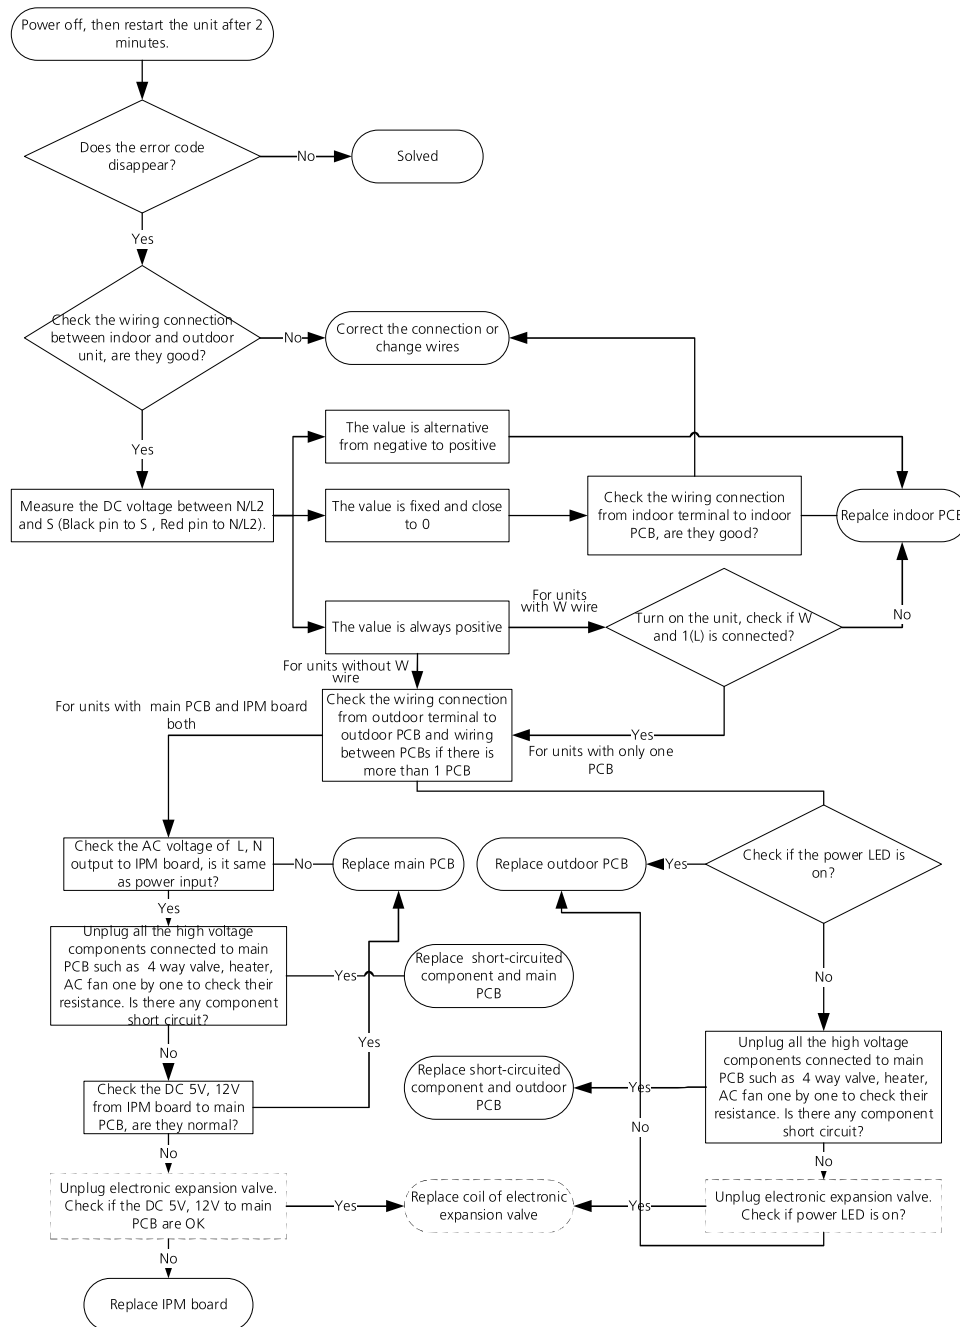 Power off, then restart the unit after 2
minutes.
Does the error code
disappear?
No
Solved
Yes
Check the wiring connection
between indoor and outdoor
unit, are they good?
No
Correct the connection or
change wires
Yes
The value is alternative
from negative to positive
Measure the DC voltage between N/L2
and S (Black pin to S , Red pin to N/L2).
The value is fixed and close
to 0
Check the wiring connection
from indoor terminal to indoor
PCB, are they good?
Repalce indoor PCB
The value is always positive
For units
with W wire
Turn on the unit, check if W
and 1(L) is connected?
No
For units without W
wire
For units with  main PCB and IPM board
both
Check the wiring connection
from outdoor terminal to
outdoor PCB and wiring
between PCBs if there is
more than 1 PCB
Yes
For units with only one
PCB
Check the AC voltage of  L, N
output to IPM board, is it same
as power input?
No
Replace main PCB
Replace outdoor PCB
Yes
Check if the power LED is
on?
Yes
Unplug all the high voltage
components connected to main
PCB such as  4 way valve, heater,
AC fan one by one to check their
resistance. Is there any component
short circuit?
Yes
Replace  short-circuited
component and main
PCB
No
No
Yes
Check the DC 5V, 12V
from IPM board to main
PCB, are they normal?
Replace short-circuited
component and outdoor
PCB
Yes
Unplug all the high voltage
components connected to main
PCB such as  4 way valve, heater,
AC fan one by one to check their
resistance. Is there any component
short circuit?
No
No
No
Unplug electronic expansion valve.
Check if the DC 5V, 12V to main
PCB are OK
Yes
Replace coil of electronic
expansion valve
Yes
Unplug electronic expansion valve.
Check if power LED is on?
No
Replace IPM board